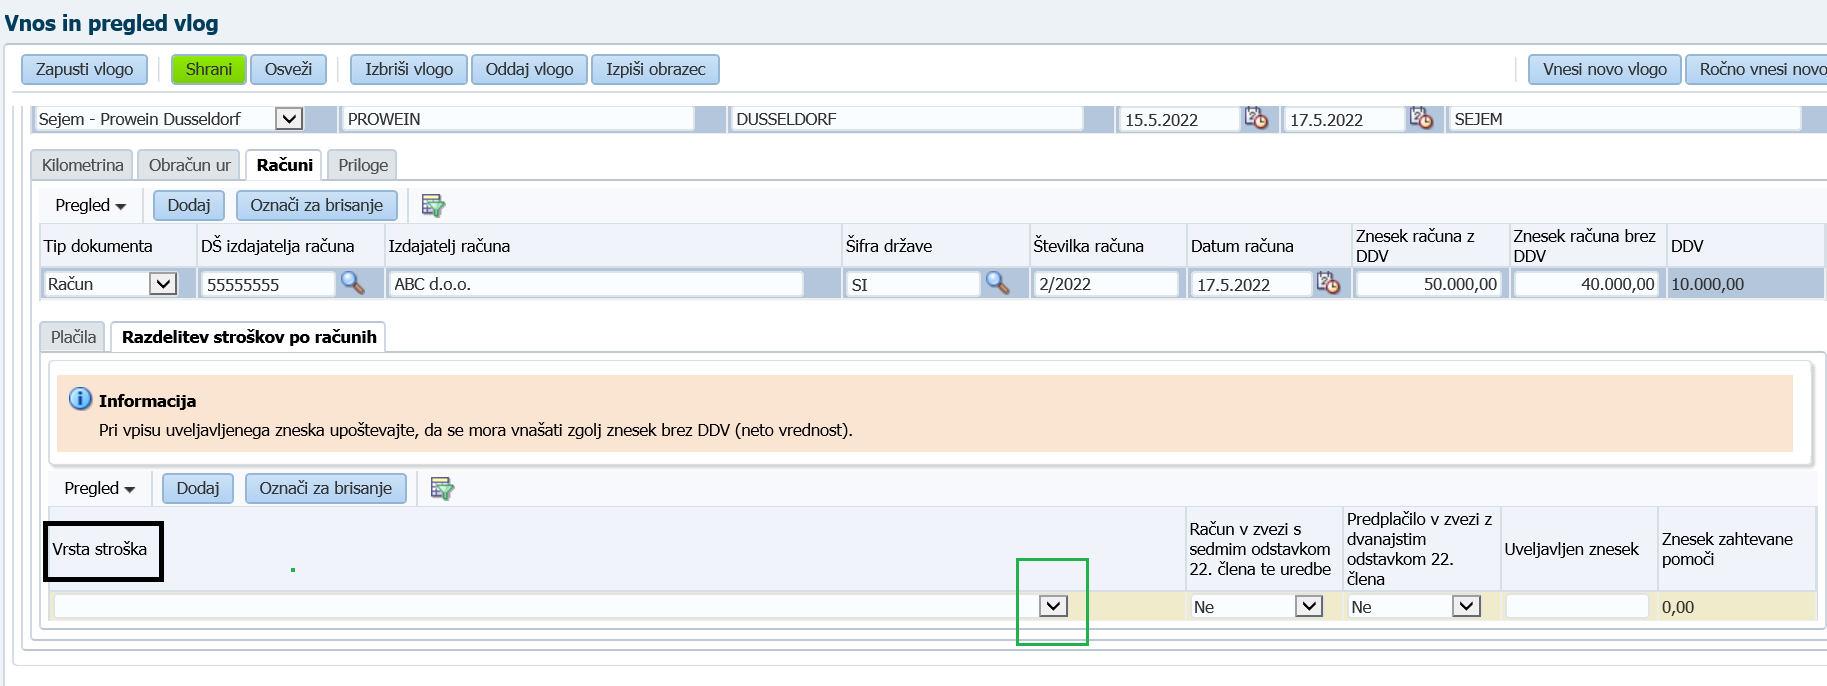 Vnos in pregled vlog
Zapusti vlogo Shrani Osveži Izbriši vlogo Oddaj vlogo Izpiši obrazec Vnesi novo vlogo Ročno vnesi novo
Sejem - Prowein Dusseldorf PROWEIN DUSSELDORF 15.5.2022 17.5.2022 SEJEM
Kilometrina Obračun ur Računi Priloge
Pregled Dodaj Označi za brisanje
Tip dokumenta DŠ izdajatelja računa Izdajatelj računa Šifra države Številka računa Datum računa Znesek računa z DDV Znesek računa brez DDV DDV
Račun 55555555 ABC d.o.o. SI 2/2022 17.5.2022 50.000,00 40.000,00 10.000,00
Plačila Razdelitev stroškov po računih
Informacija
Pri vpisu uveljavljenega zneska upoštevajte, da se mora vnašati zgolj znesek brez DDV (neto vrednost).
Pregled Dodaj Označi za brisanje
Vrsta stroška
Račun v zvezi s
sedmim odstavkom
22. člena te uredbe
Predplačilo v zvezi z
dvanajstim
odstavkom 22.
člena
Uveljavljen znesek
Znesek zahtevane
pomoči
Ne Ne 0,00